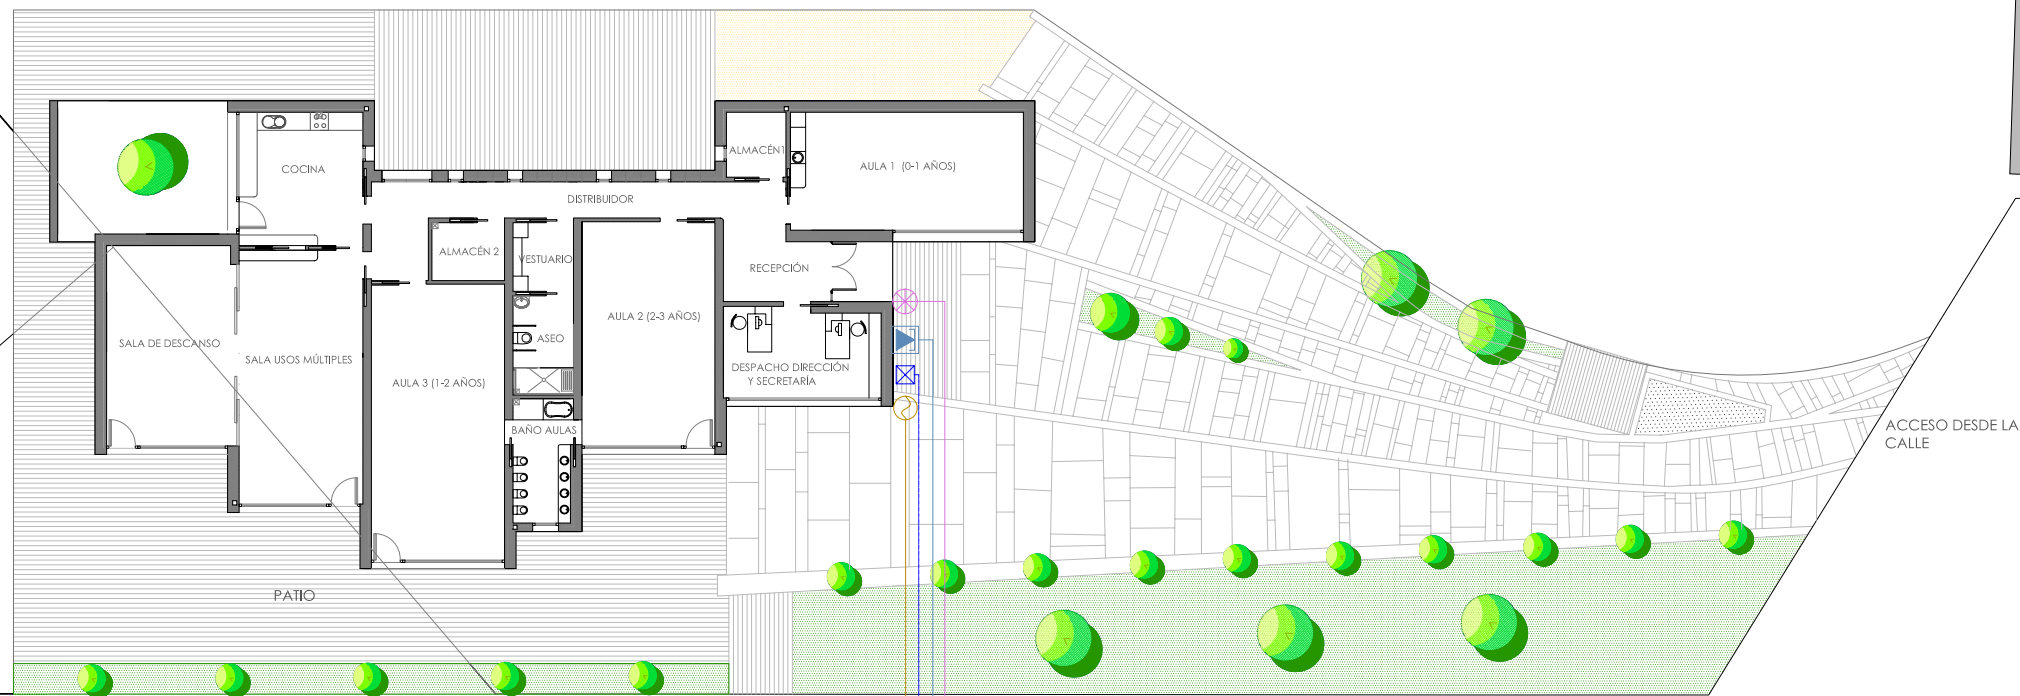 ALMACÉN1
AULA 1 (0-1 AÑOS)
COCINA
DISTRIBUIDOR
ALMACÉN 2
VESTUARIO
RECEPCIÓN
AULA 2 (2-3 AÑOS)
ASEO
SALA DE DESCANSO
SALA USOS MÚLTIPLES
AULA 3 (1-2 AÑOS)
DESPACHO DIRECCIÓN
Y SECRETARÍA
BAÑO AULAS
ACCESO DESDE LA
CALLE
PATIO